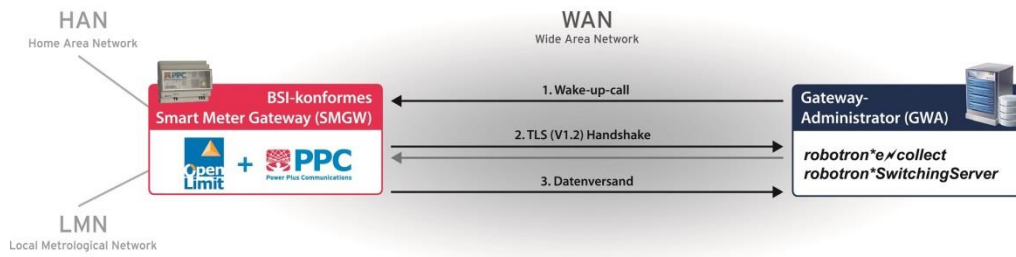 HAN
Home Area Network
WAN
Wide Area Network
PPC
BSI-konformes
Smart Meter Gateway (SMGW)
Open
Limit
+
PPC
Power Plus Communications
1. Wake-up-call
2. TLS (V1.2) Handshake
3. Datenversand
Gateway-
Administrator (GWA)
robotron*e collect
robotron*SwitchingServer
LMN
Local Metrological Network